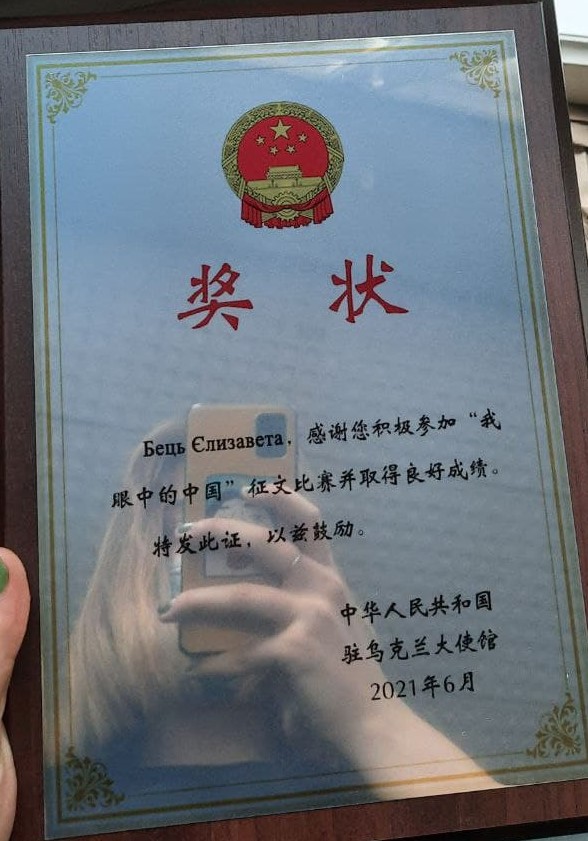 奖 状
Бець Єлизавета，感谢您积极参加“我
眼中的中国”征文比赛并取得良好成绩。
特发此证，以兹鼓励。
中华人民共和国
驻乌克兰大使馆
2021年6月